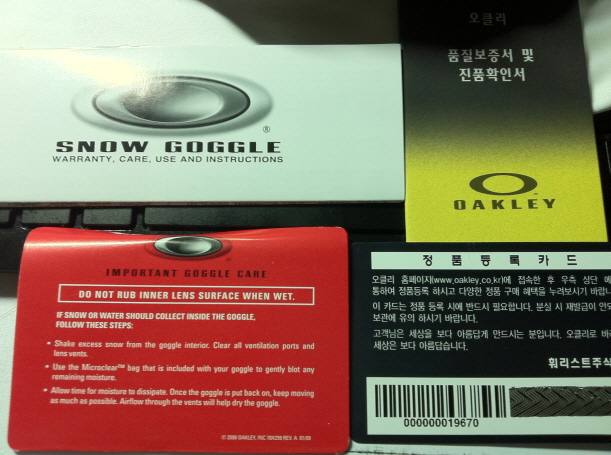 ®
SNOW GOGGLE
WARRANTY, CARE, USE AND INSTRUCTIONS
오클리
품질보증서 및
진품확인서
OAKLEY
IMPORTANT GOGGLE CARE
DO NOT RUB INNER LENS SURFACE WHEN WET.
IF SNOW OR WATER SHOULD COLLECT INSIDE THE GOGGLE,
FOLLOW THESE STEPS:
• Shake excess snow from the goggle interior. Clear all ventilation ports and
lens vents.
• Use the Microclear™ bag that is included with your goggle to gently blot any
remaining moisture.
• Allow time for moisture to dissipate. Once the goggle is put back on, keep moving
as much as possible. Airflow through the vents will help dry the goggle.
© 2009 OAKLEY, INC
정품등록카드
오클리 홈페이지(www.oakley.co.kr)에 접속한 후 우측 상단
통하여 정품등록 하시고 다양한 정품 구매 혜택을 누려보시기
이 카드는 정품 등록 시에 반드시 필요합니다. 분실 시 재발급이
보관에 유의 하시기 바랍니다.
고객님은 세상을 보다 아름답게 만드시는 분입니다. 오클리로
세상은 보다 아름답습니다.
휘리스트주식
000000019670